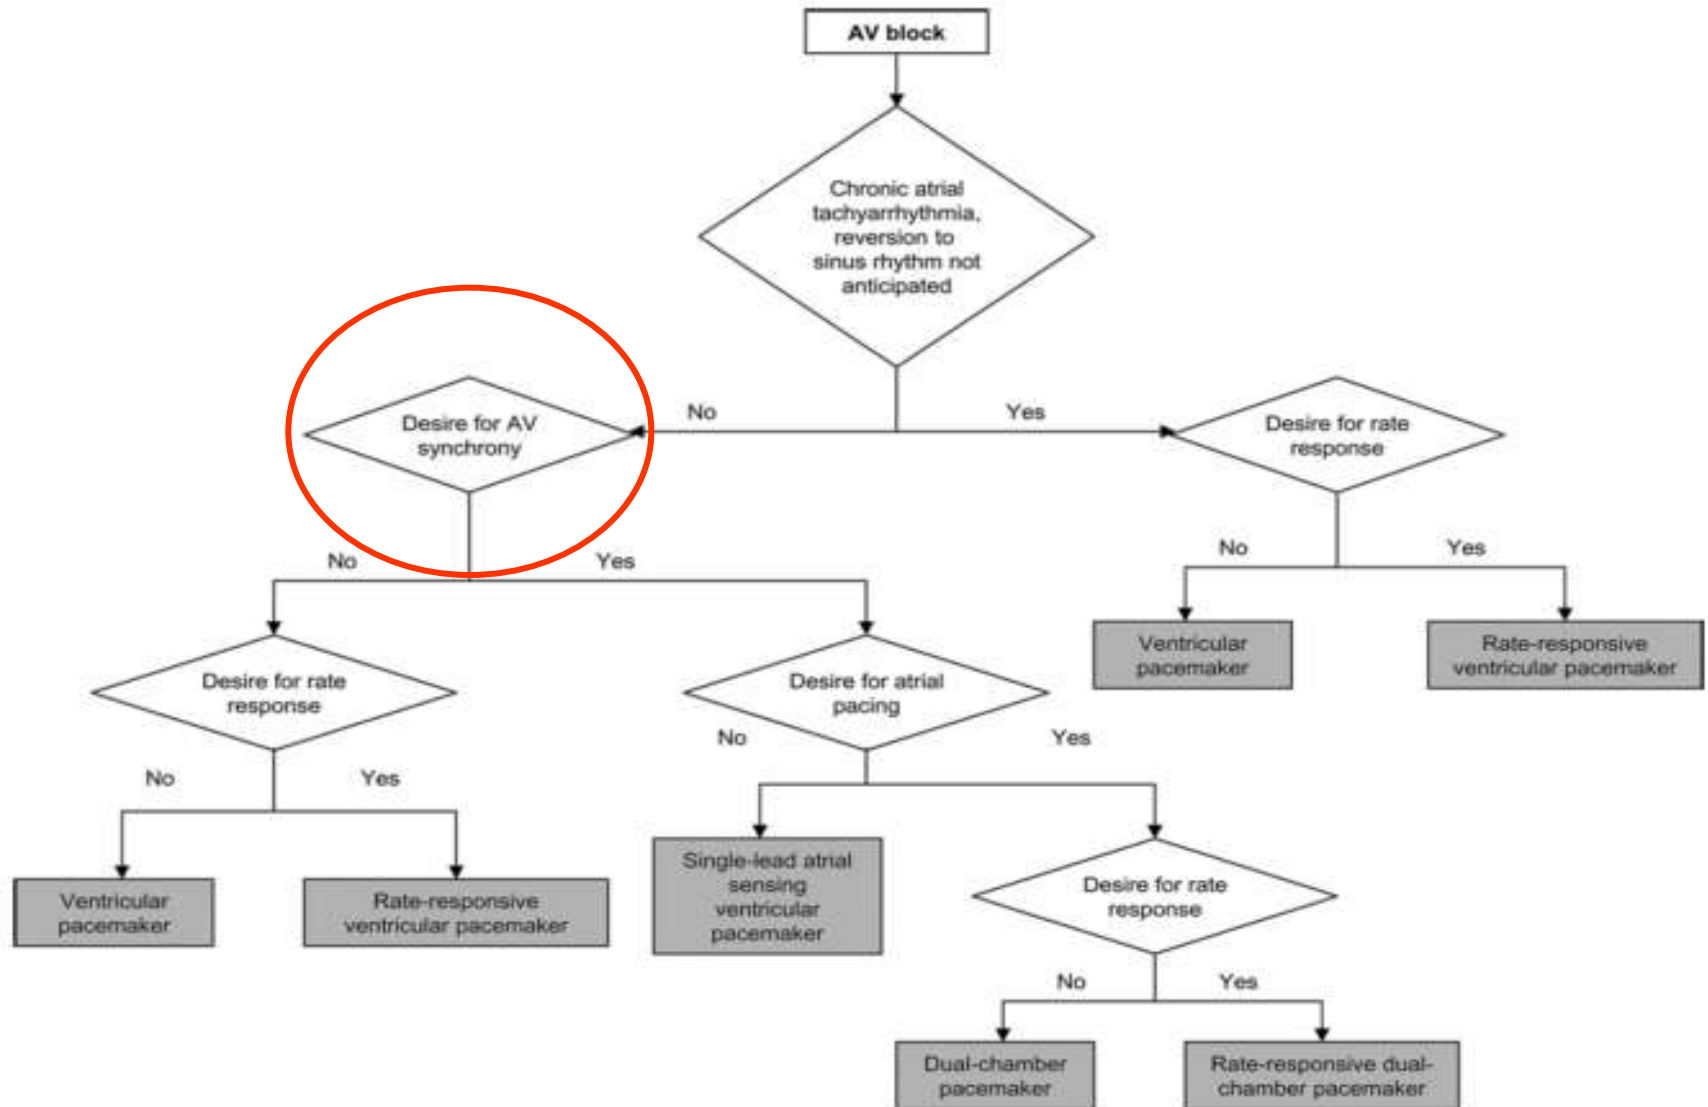 AV block
Chronic atrial
tachyarrhythmia,
reversion to
sinus rhythm not
anticipated
No
Yes
Desire for AV
synchrony
Desire for rate
response
No
Yes
No
Yes
Ventricular
pacemaker
Rate-responsive
ventricular pacemaker
Desire for rate
response
Desire for atrial
pacing
No
Yes
No
Yes
Ventricular
pacemaker
Rate-responsive
ventricular pacemaker
Single-lead atrial
sensing
ventricular
pacemaker
Desire for rate
response
No
Yes
Dual-chamber
pacemaker
Rate-responsive dual-
chamber pacemaker